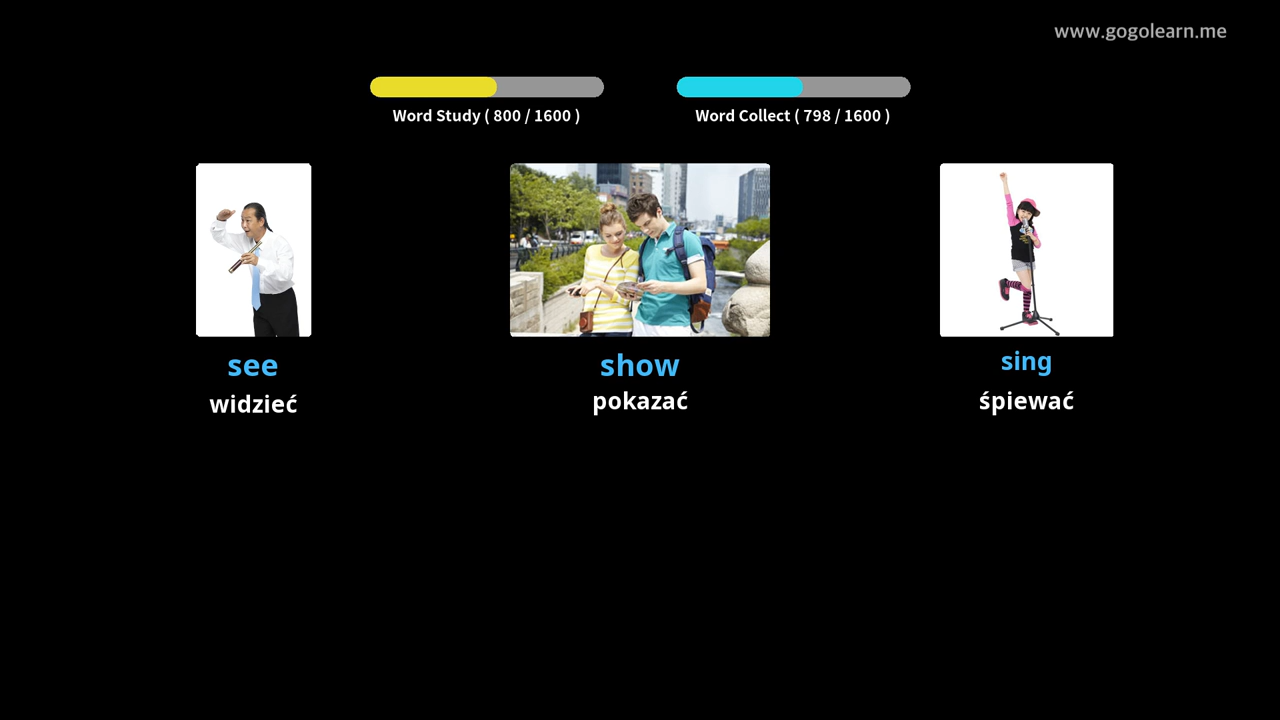 www.gogolearn.me
Word Study ( 800 / 1600 )
Word Collect ( 798 / 1600 )
see
widzieć
show
pokazać
sing
śpiewać